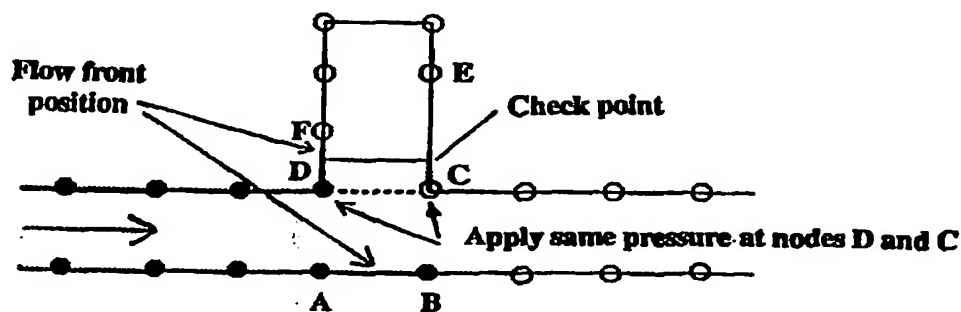 E
Flow front
position
Check point
F
D
C
Apply same pressure at nodes D and C
A
B